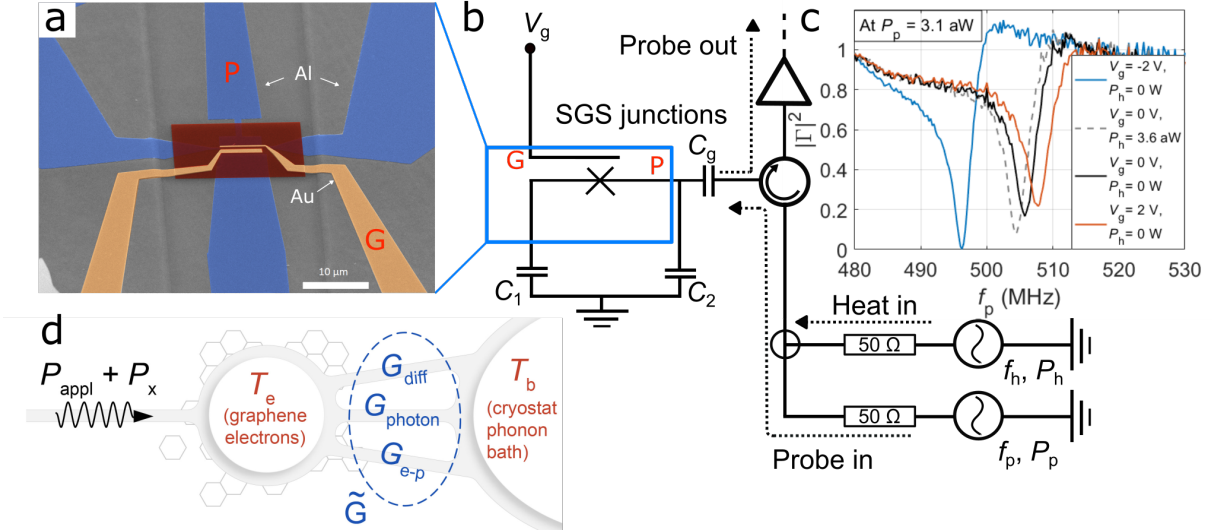 a
P
Al
Au
G
10 µm
b
V_g
Probe out
SGS junctions
G
P
C_g
C_1
C_2
Heat in
50 Ω
f_h, P_h
50 Ω
f_p, P_p
Probe in
c
At P_p = 3.1 aW
|Γ|²
1
0.8
0.6
0.4
0.2
0
480
490
500
510
520
530
f_p (MHz)
V_g = -2 V,
P_h = 0 W
V_g = 0 V,
P_h = 3.6 aW
V_g = 0 V,
P_h = 0 W
V_g = 2 V,
P_h = 0 W
d
P_appl + P_x
T_e
(graphene
electrons)
G_diff
G_photon
G_e-p
G̃
T_b
(cryostat
phonon
bath)